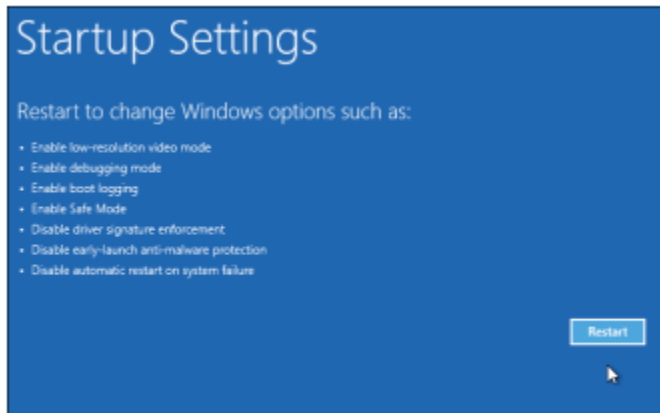 Startup Settings
Restart to change Windows options such as:
• Enable low-resolution video mode
• Enable debugging mode
• Enable boot logging
• Enable Safe Mode
• Disable driver signature enforcement
• Disable early-launch anti-malware protection
• Disable automatic restart on system failure
Restart